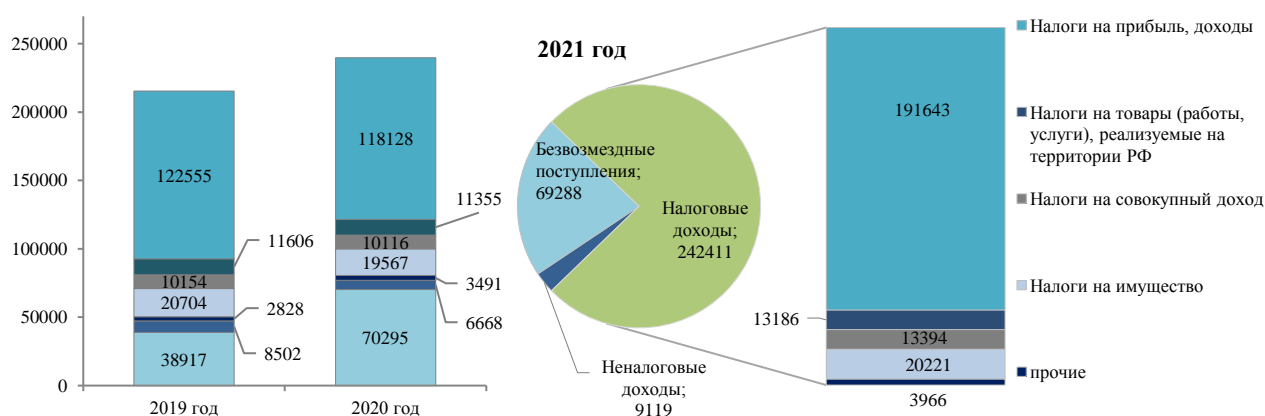 250000
200000
150000
100000
50000
0
122555
11606
10154
20704
2828
8502
38917
2019 год
118128
11355
10116
19567
3491
6668
70295
2020 год
2021 год
Безвозмездные
поступления;
69288
Налоговые
доходы;
242411
Неналоговые
доходы;
9119
191643
13186
13394
20221
3966
Налоги на прибыль, доходы
Налоги на товары (работы,
услуги), реализуемые на
территории РФ
Налоги на совокупный доход
Налоги на имущество
прочие